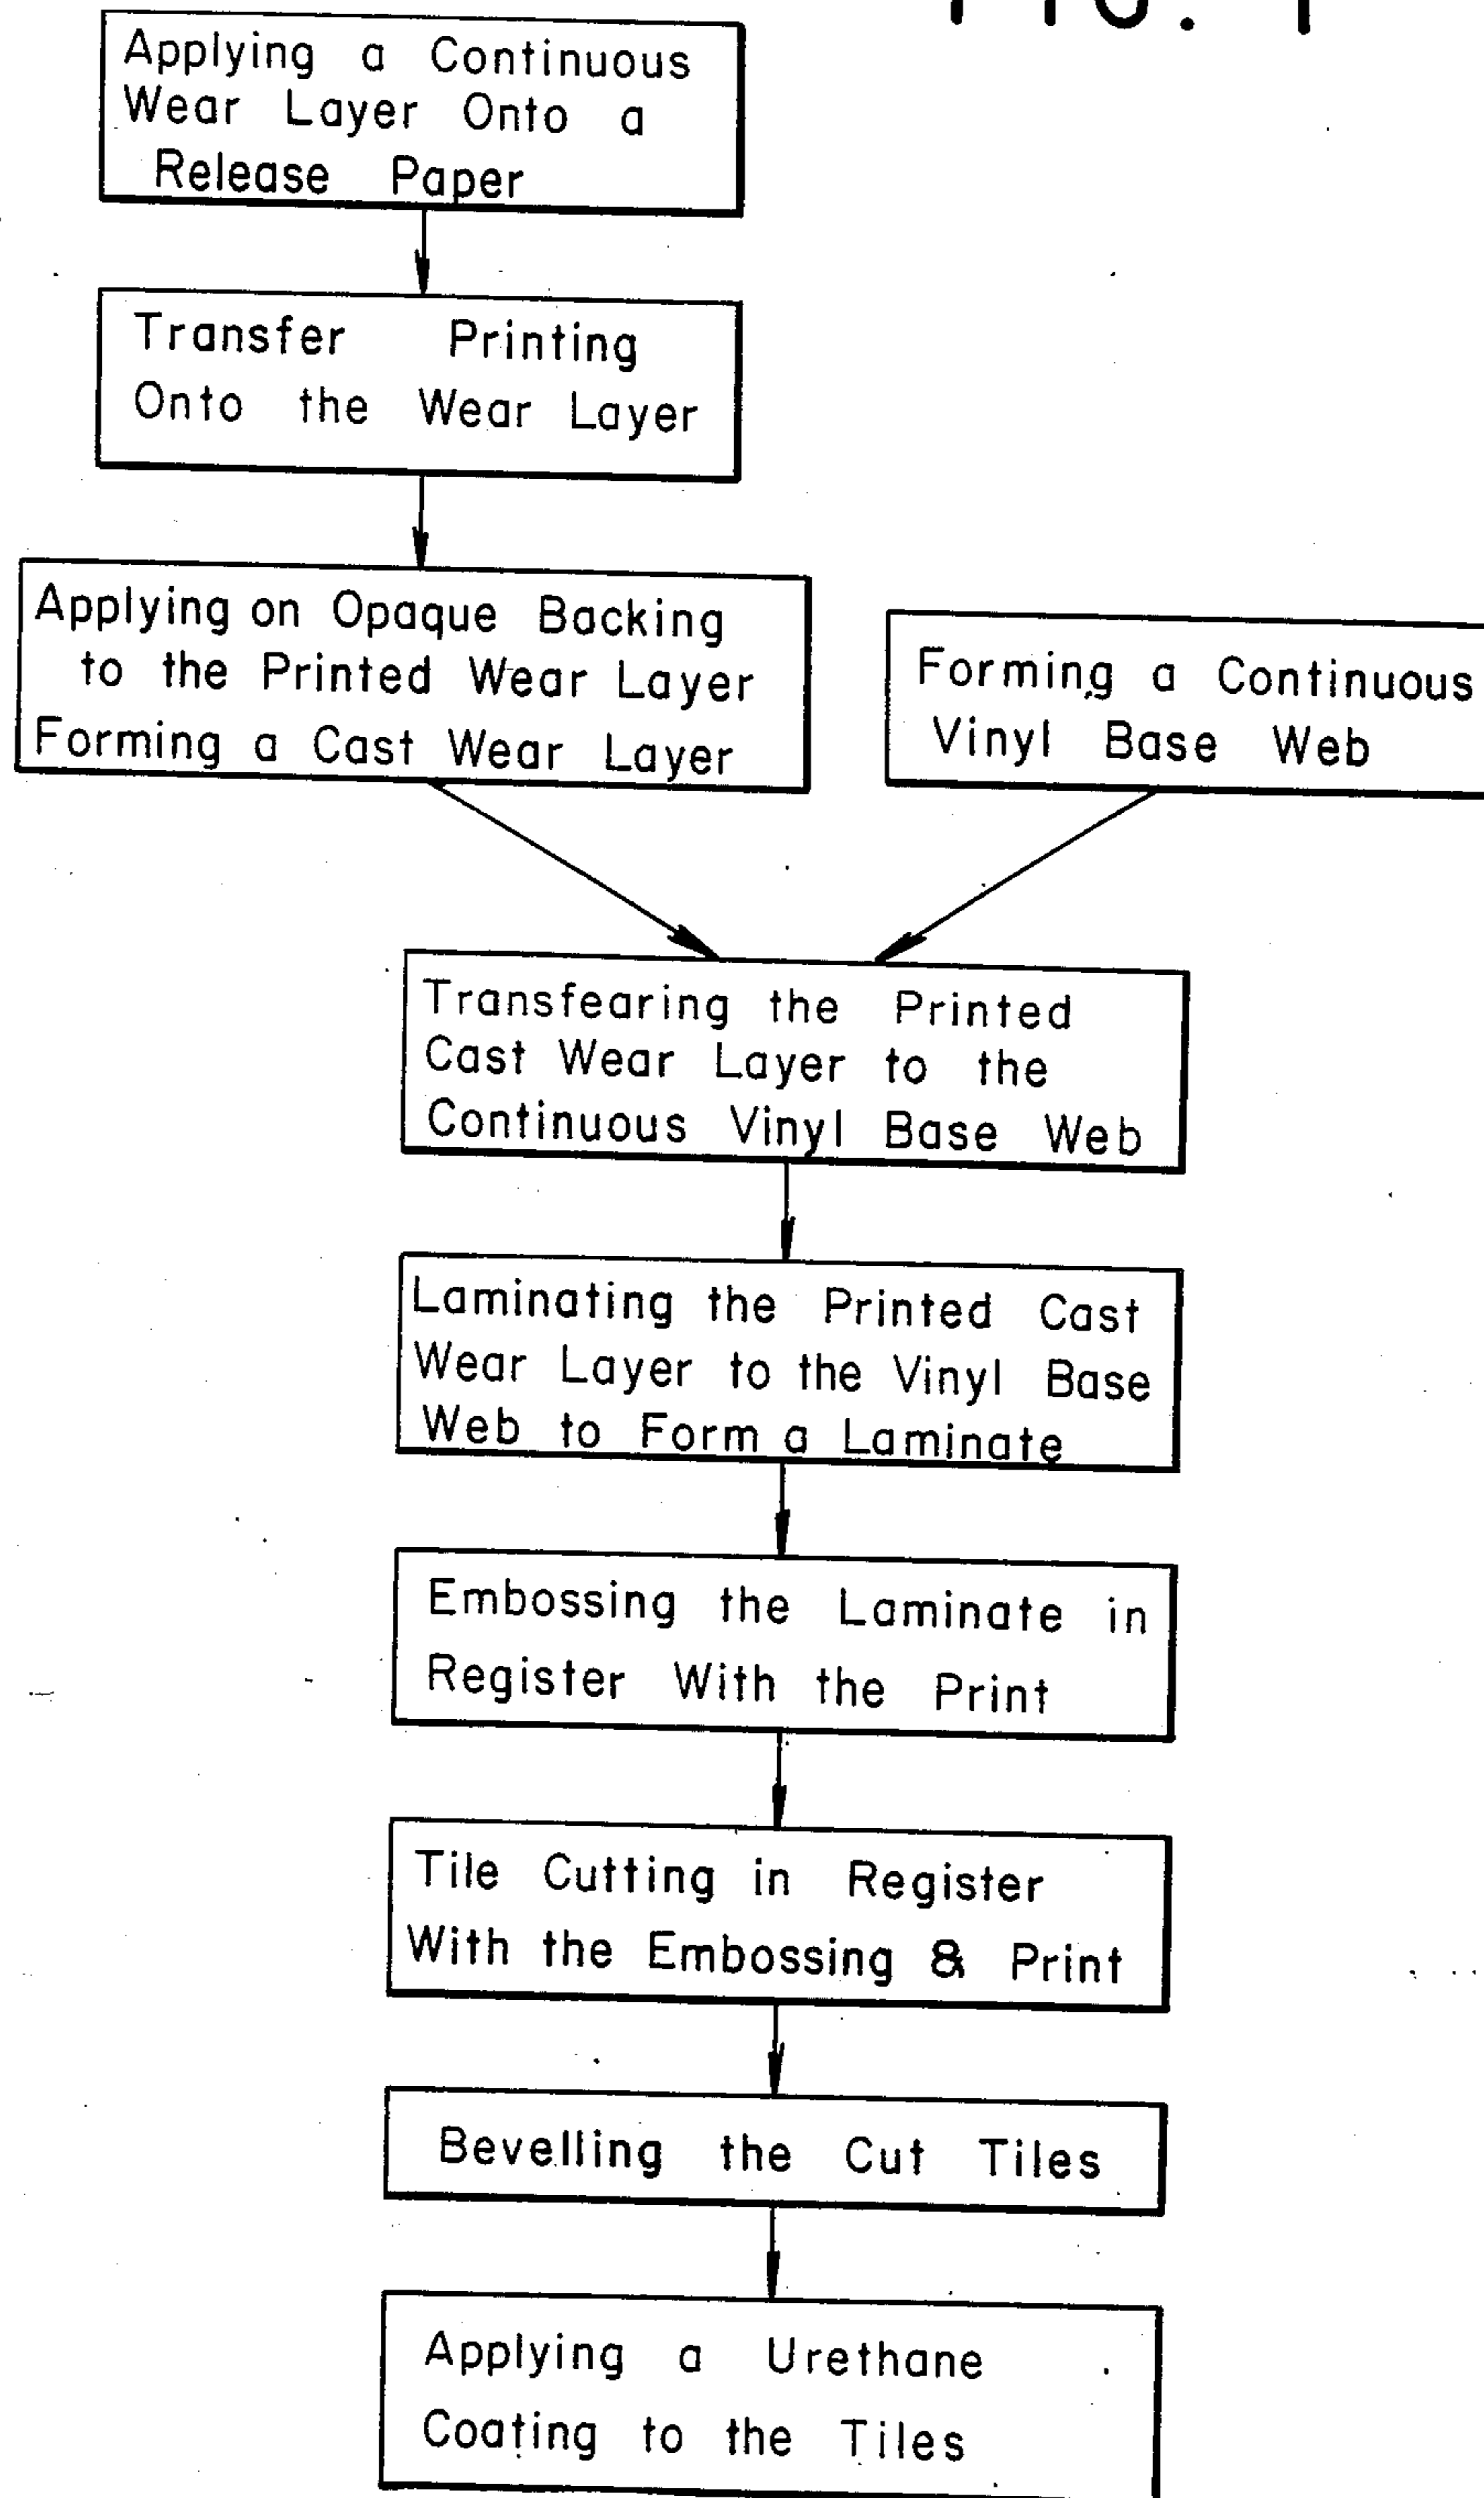 FIG. 1
Applying a Continuous
Wear Layer Onto a
Release Paper
Transfer Printing
Onto the Wear Layer
Applying on Opaque Backing
to the Printed Wear Layer
Forming a Cast Wear Layer
Forming a Continuous
Vinyl Base Web
Transfearing the Printed
Cast Wear Layer to the
Continuous Vinyl Base Web
Laminating the Printed Cast
Wear Layer to the Vinyl Base
Web to Form a Laminate
Embossing the Laminate in
Register With the Print
Tile Cutting in Register
With the Embossing & Print
Bevelling the Cut Tiles
Applying a Urethane
Coating to the Tiles